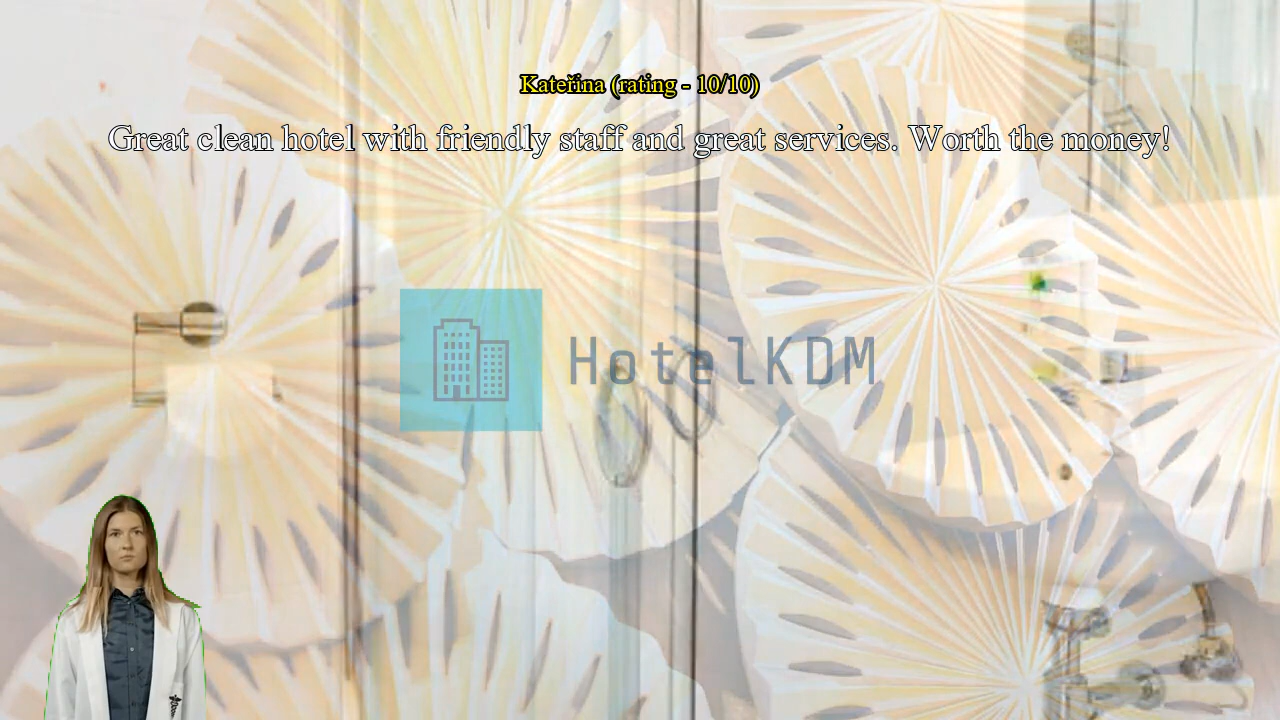 Kateřina (rating - 10/10)
Great clean hotel with friendly staff and great services. Worth the money!
HotelKDM